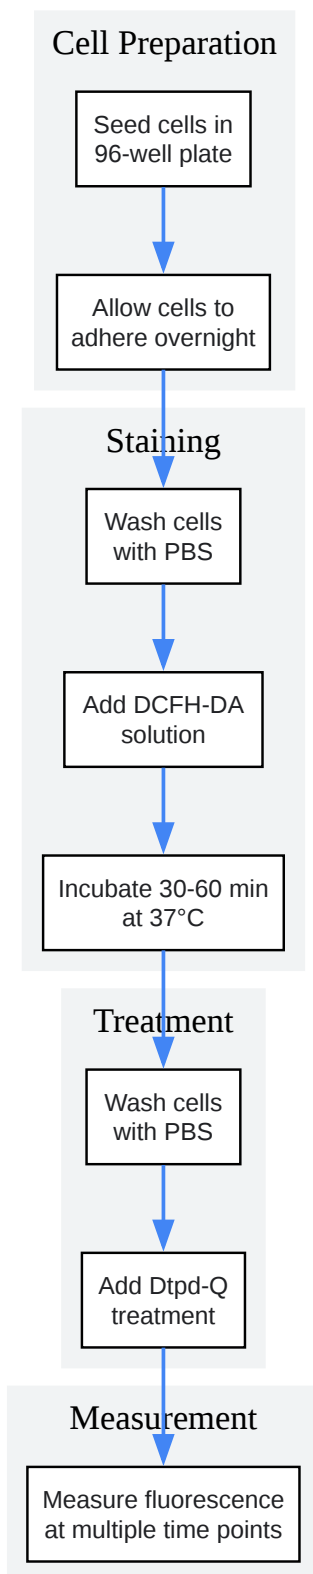 Cell Preparation
Seed cells in
96-well plate
Allow cells to
adhere overnight
Staining
Wash cells
with PBS
Add DCFH-DA
solution
Incubate 30-60 min
at 37°C
Treatment
Wash cells
with PBS
Add Dtpd-Q
treatment
Measurement
Measure fluorescence
at multiple time points